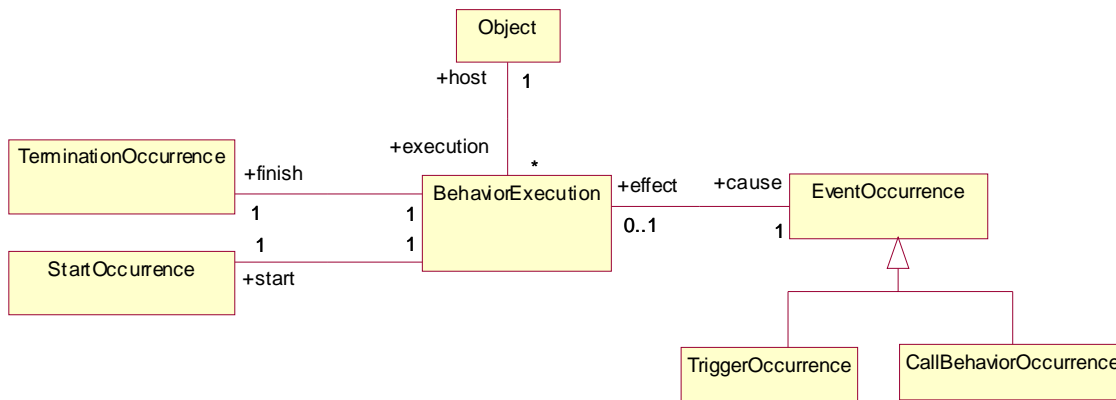 Object
+host
1
+execution
*
TerminationOccurrence
+finish
1
1
BehaviorExecution
+effect
0..1
+cause
1
EventOccurrence
StartOccurrence
1
1
+start
TriggerOccurrence
CallBehaviorOccurrence